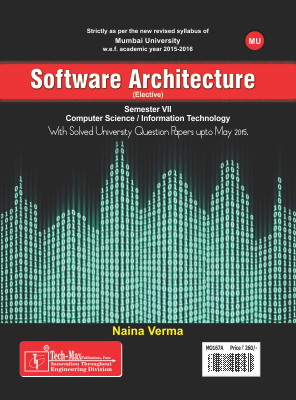 Strictly as per the new revised syllabus of
Mumbai University
w.e.f. academic year 2015-2016
MU
Software Architecture
(Elective)
Semester VII
Computer Science / Information Technology
With Solved University Question Papers upto May 2015.
Naina Verma
Tech-Max Publications, Pune
Innovation Throughout
Engineering Division
MO167A Price ₹ 260/-